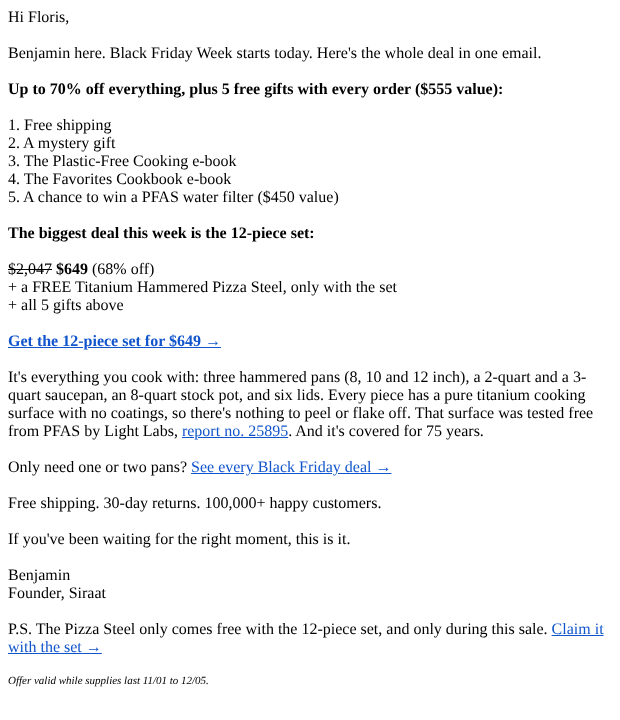 Hi Floris,
Benjamin here. Black Friday Week starts today. Here's the whole deal in one email.
Up to 70% off everything, plus 5 free gifts with every order ($555 value):
1. Free shipping
2. A mystery gift
3. The Plastic-Free Cooking e-book
4. The Favorites Cookbook e-book
5. A chance to win a PFAS water filter ($450 value)
The biggest deal this week is the 12-piece set:
$2,047 $649 (68% off)
+ a FREE Titanium Hammered Pizza Steel, only with the set
+ all 5 gifts above
Get the 12-piece set for $649 →
It's everything you cook with: three hammered pans (8, 10 and 12 inch), a 2-quart and a 3-
quart saucepan, an 8-quart stock pot, and six lids. Every piece has a pure titanium cooking
surface with no coatings, so there's nothing to peel or flake off. That surface was tested free
from PFAS by Light Labs, report no. 25895. And it's covered for 75 years.
Only need one or two pans? See every Black Friday deal →
Free shipping. 30-day returns. 100,000+ happy customers.
If you've been waiting for the right moment, this is it.
Benjamin
Founder, Siraat
P.S. The Pizza Steel only comes free with the 12-piece set, and only during this sale. Claim it
with the set →
Offer valid while supplies last 11/01 to 12/05.